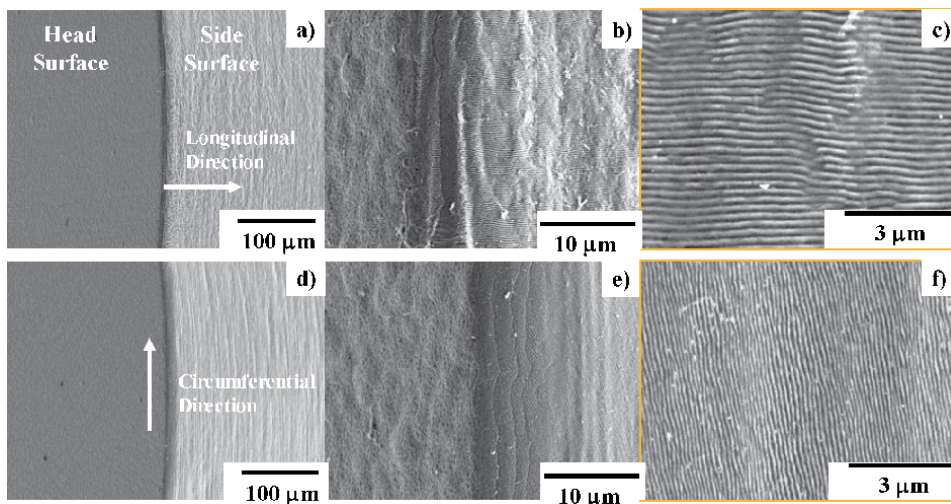 Head
Surface
Side
Surface
a)
Longitudinal
Direction
100 μm
b)
10 μm
c)
3 μm
d)
Circumferential
Direction
100 μm
e)
10 μm
f)
3 μm